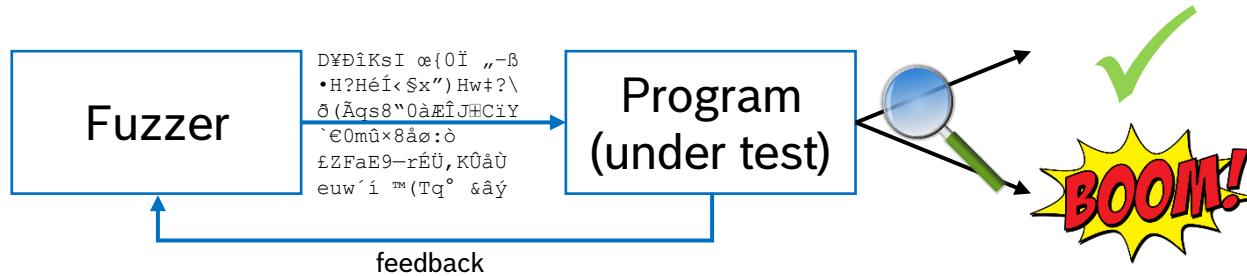 Fuzzer
D¥ÐîKsI œ{0Ï „–ß
•H?HéÍ‹§x”)Hw‡?\
ð(Ãqs8“0àÆÎJ⊞CïY
`€0mû×8åø:ò
£ZFaE9—rÉÜ,KÛåÙ
euw´í ™(Tq° &âý
Program
(under test)
BOOM!
feedback